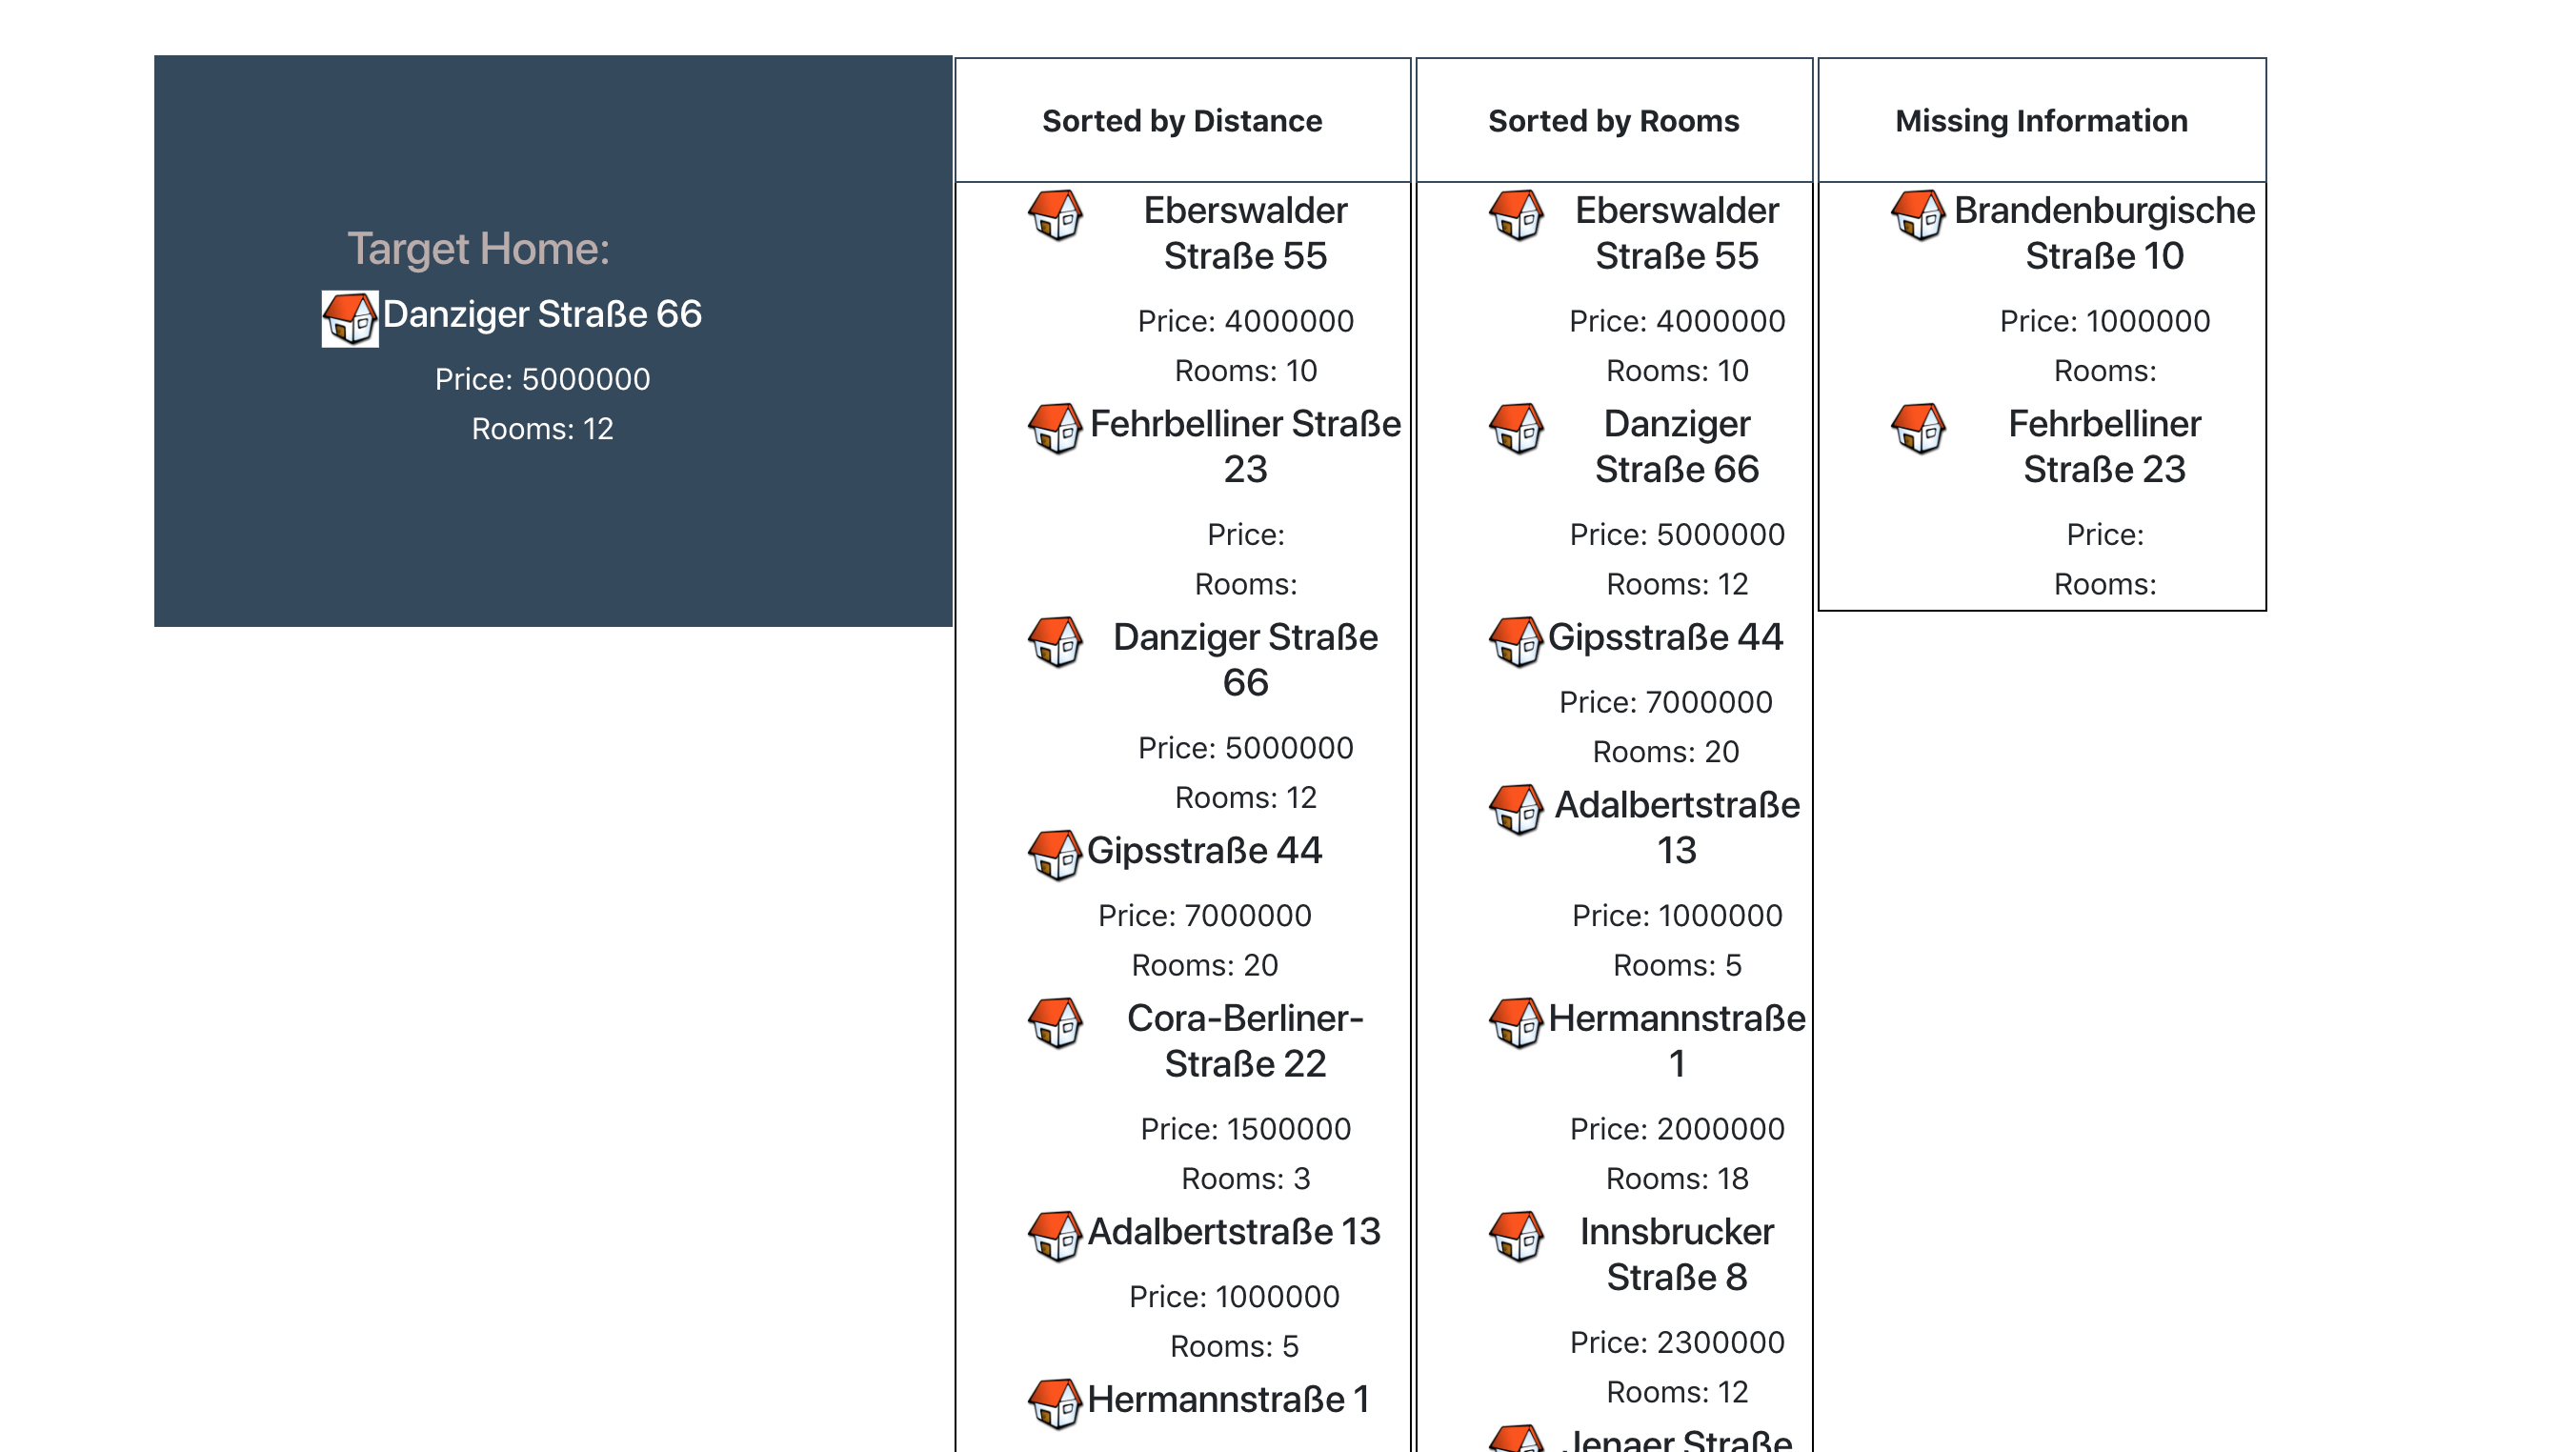 Target Home:
Danziger Straße 66
Price: 5000000
Rooms: 12
Sorted by Distance
Eberswalder
Straße 55
Price: 4000000
Rooms: 10
Fehrbelliner Straße
23
Price:
Rooms:
Danziger Straße
66
Price: 5000000
Rooms: 12
Gipsstraße 44
Price: 7000000
Rooms: 20
Cora-Berliner-
Straße 22
Price: 1500000
Rooms: 3
Adalbertstraße 13
Price: 1000000
Rooms: 5
Hermannstraße 1
Sorted by Rooms
Eberswalder
Straße 55
Price: 4000000
Rooms: 10
Danziger
Straße 66
Price: 5000000
Rooms: 12
Gipsstraße 44
Price: 7000000
Rooms: 20
Adalbertstraße
13
Price: 1000000
Rooms: 5
Hermannstraße
1
Price: 2000000
Rooms: 18
Innsbrucker
Straße 8
Price: 2300000
Rooms: 12
Jenaer Straße
Missing Information
Brandenburgische
Straße 10
Price: 1000000
Rooms:
Fehrbelliner
Straße 23
Price:
Rooms: